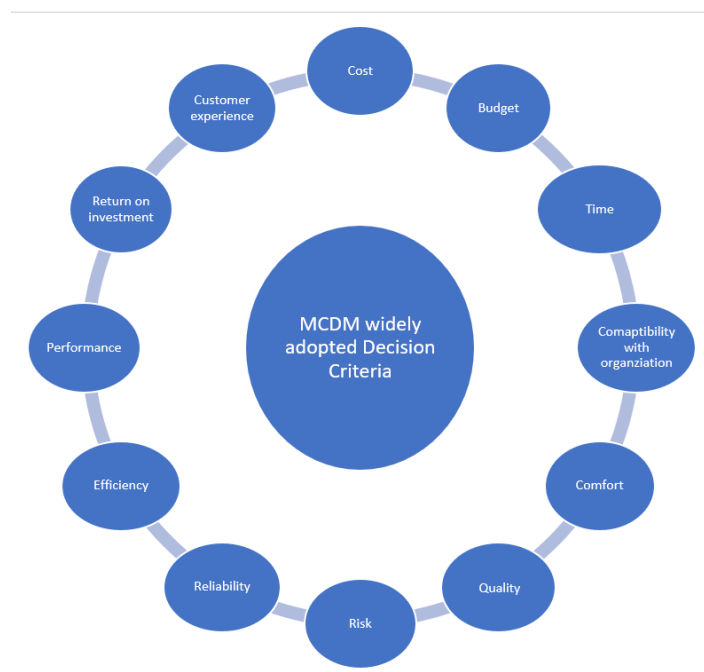 Cost
Budget
Time
Comaptibility
with
organziation
Comfort
Quality
Risk
Reliability
Efficiency
Performance
Return on
investment
Customer
experience
MCDM widely
adopted Decision
Criteria